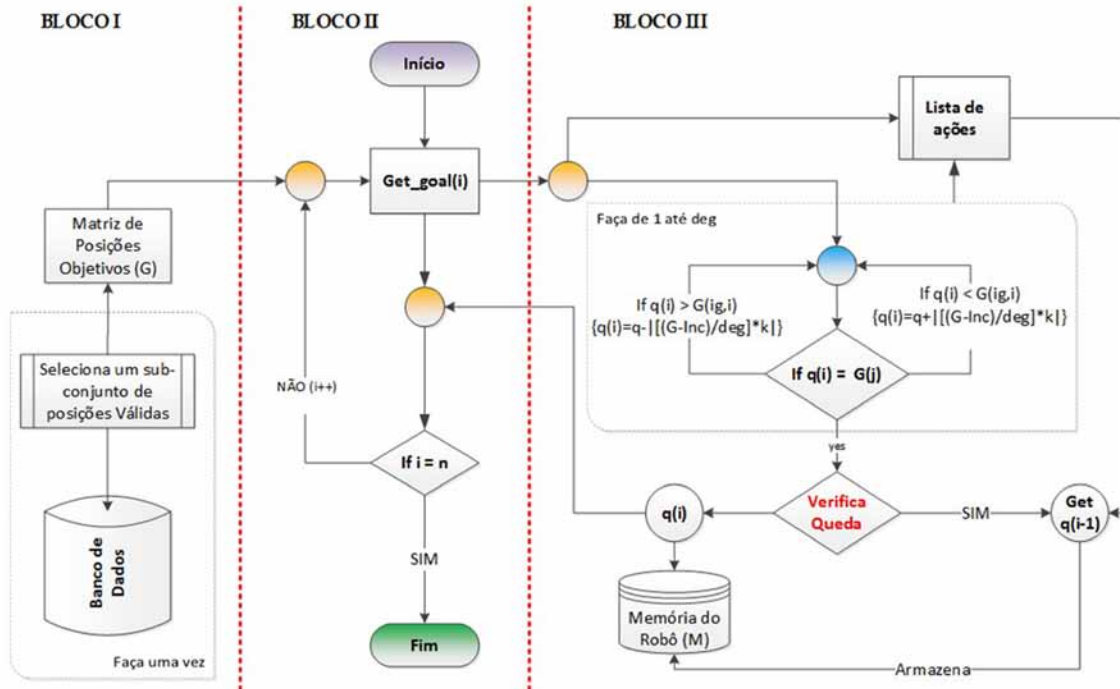 BLOCO I
Matriz de
Posições
Objetivos (G)
Seleciona um sub-
conjunto de
posições Válidas
Banco de
Dados
Faça uma vez
BLOCO II
Início
Get_goal(i)
NÃO (i++)
If i = n
SIM
Fim
BLOCO III
Lista de
ações
Faça de 1 até deg
If q(i) > G(ig,i)
{q(i)=q-|[(G-Inc)/deg]*k|}
If q(i) < G(ig,i)
{q(i)=q+|[(G-Inc)/deg]*k|}
If q(i) = G(j)
yes
Verifica
Queda
SIM
Get
q(i-1)
q(i)
Memória do
Robô (M)
Armazena